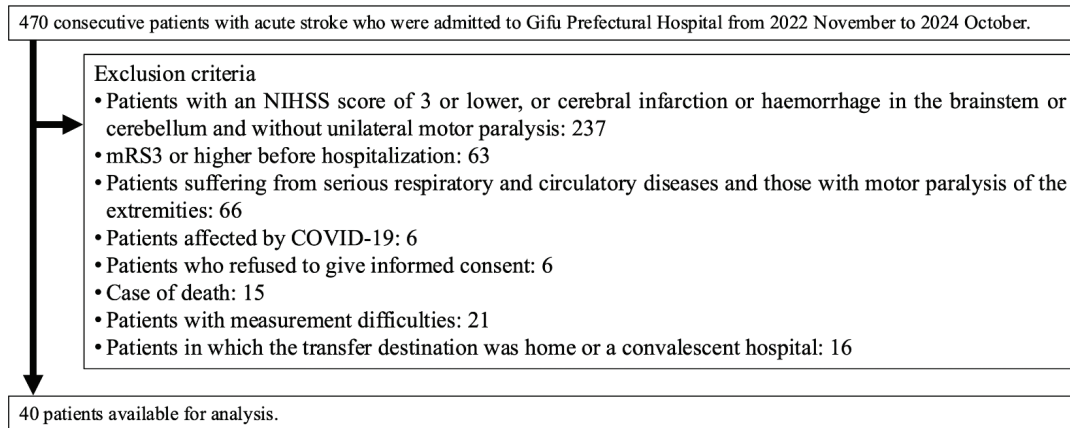 470 consecutive patients with acute stroke who were admitted to Gifu Prefectural Hospital from 2022 November to 2024 October.
Exclusion criteria
• Patients with an NIHSS score of 3 or lower, or cerebral infarction or haemorrhage in the brainstem or
cerebellum and without unilateral motor paralysis: 237
• mRS3 or higher before hospitalization: 63
• Patients suffering from serious respiratory and circulatory diseases and those with motor paralysis of the
extremities: 66
• Patients affected by COVID-19: 6
• Patients who refused to give informed consent: 6
• Case of death: 15
• Patients with measurement difficulties: 21
• Patients in which the transfer destination was home or a convalescent hospital: 16
40 patients available for analysis.